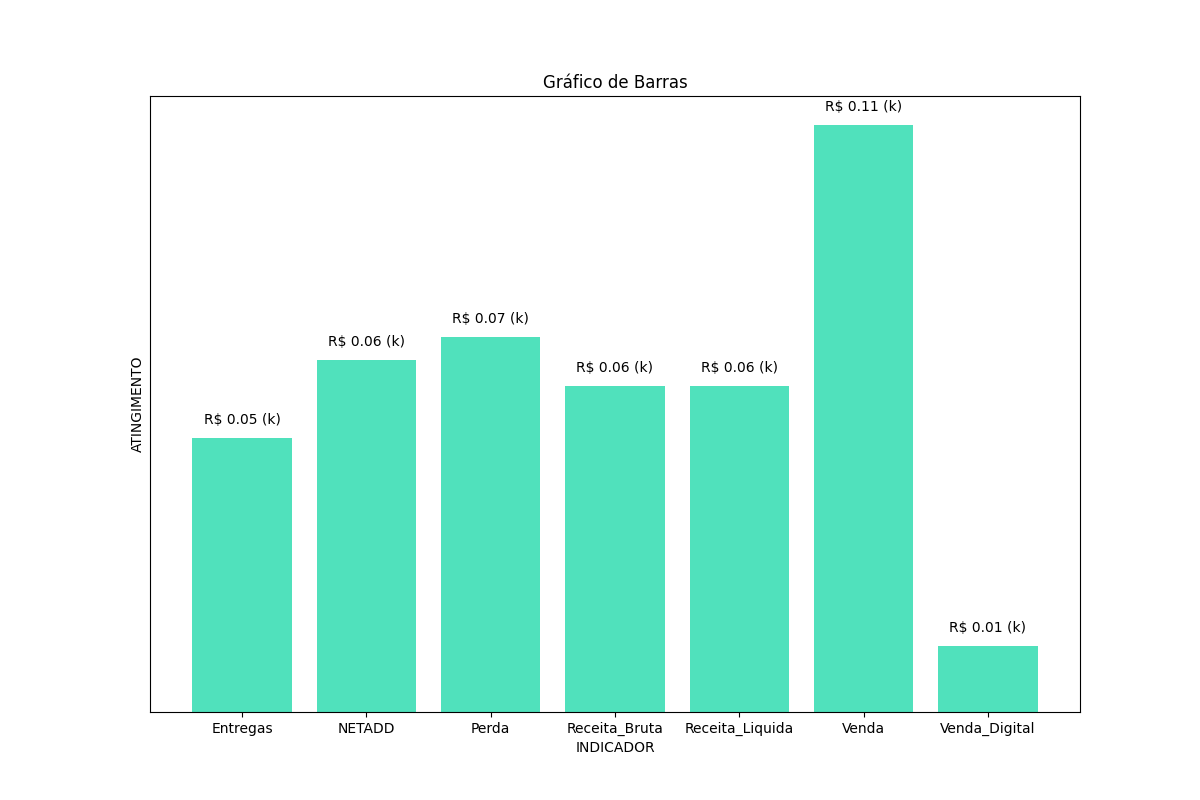 Gráfico de Barras
R$ 0.11 (k)
R$ 0.07 (k)
R$ 0.06 (k)
R$ 0.06 (k)
R$ 0.06 (k)
R$ 0.05 (k)
R$ 0.01 (k)
ATINGIMENTO
Entregas NETADD Perda Receita_Bruta Receita_Liquida Venda Venda_Digital
INDICADOR